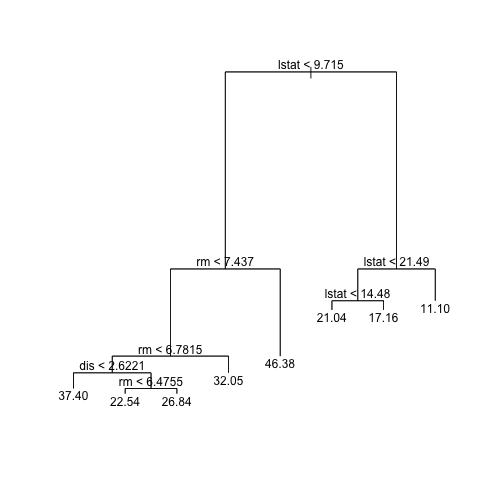 lstat < 9.715
rm < 7.437
lstat < 21.49
lstat < 14.48
21.04
17.16
11.10
rm < 6.7815
46.38
dis < 2.6221
32.05
rm < 6.4755
37.40
22.54
26.84